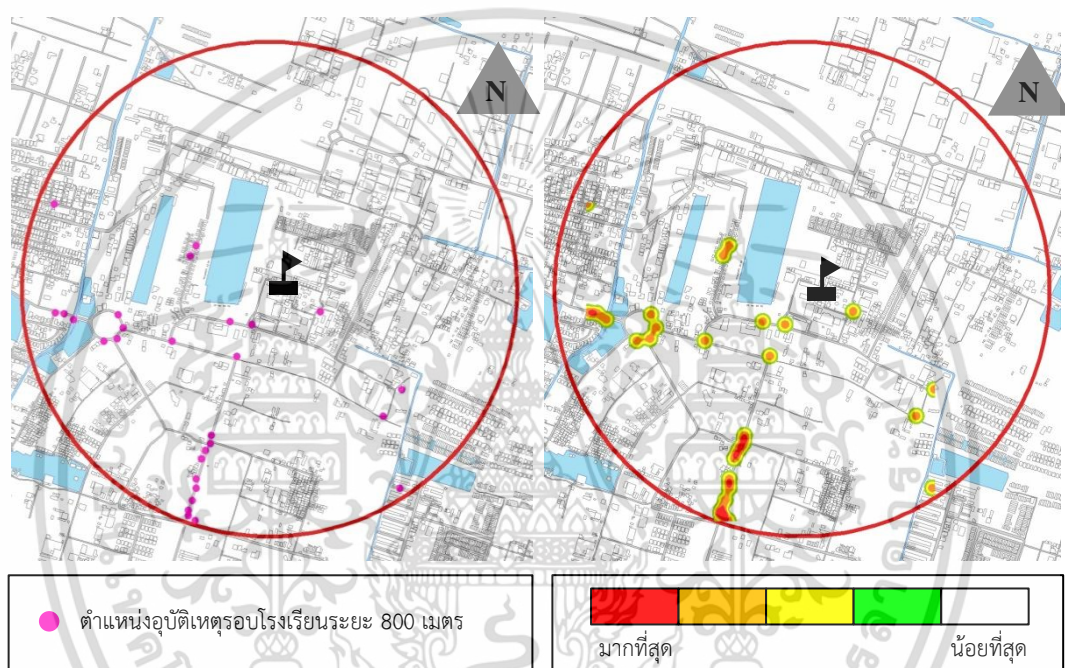 N
N
ตำแหน่งอุบัติเหตุรอบโรงเรียนระยะ 800 เมตร
มากที่สุด
น้อยที่สุด